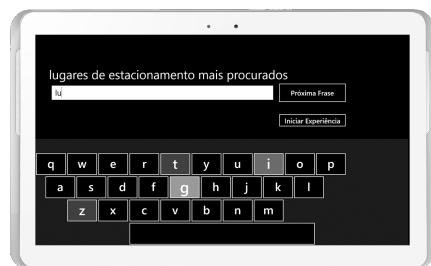 lugares de estacionamento mais procurados
lu
Próxima Frase
Iniciar Experiência
q w e r t y u i o p
a s d f g h j k l
z x c v b n m